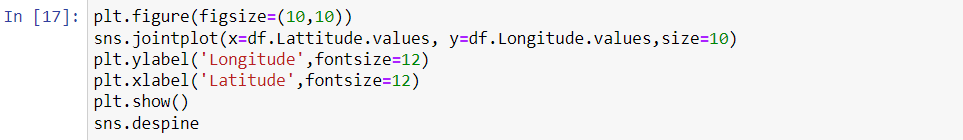 In [17]: plt.figure(figsize=(10,10))
sns.jointplot(x=df.Lattitude.values, y=df.Longitude.values,size=10)
plt.ylabel('Longitude',fontsize=12)
plt.xlabel('Latitude',fontsize=12)
plt.show()
sns.despine